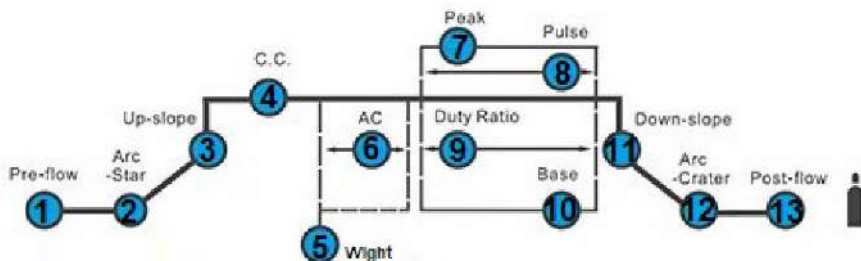 Peak
7
Pulse
8
C.C.
4
Up-slope
3
AC
6
Duty Ratio
9
Down-slope
11
Pre-flow
1
Arc
-Star
2
Base
10
Arc
-Crater
12
Post-flow
13
5
Wight